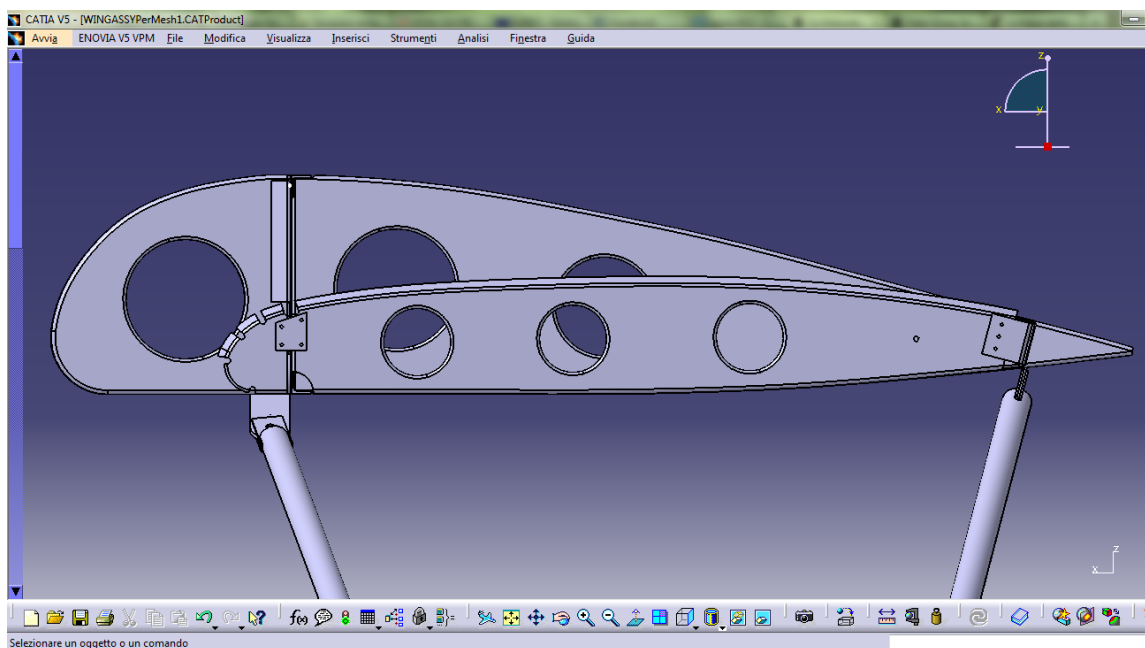 CATIA V5 - [WINGASSYPerMesh1.CATProduct]
Avvia ENOVIA V5 VPM File Modifica Visualizza Inserisci Strumenti Analisi Finestra Guida
z
x y
z
x
f(x)
Selezionare un oggetto o un comando